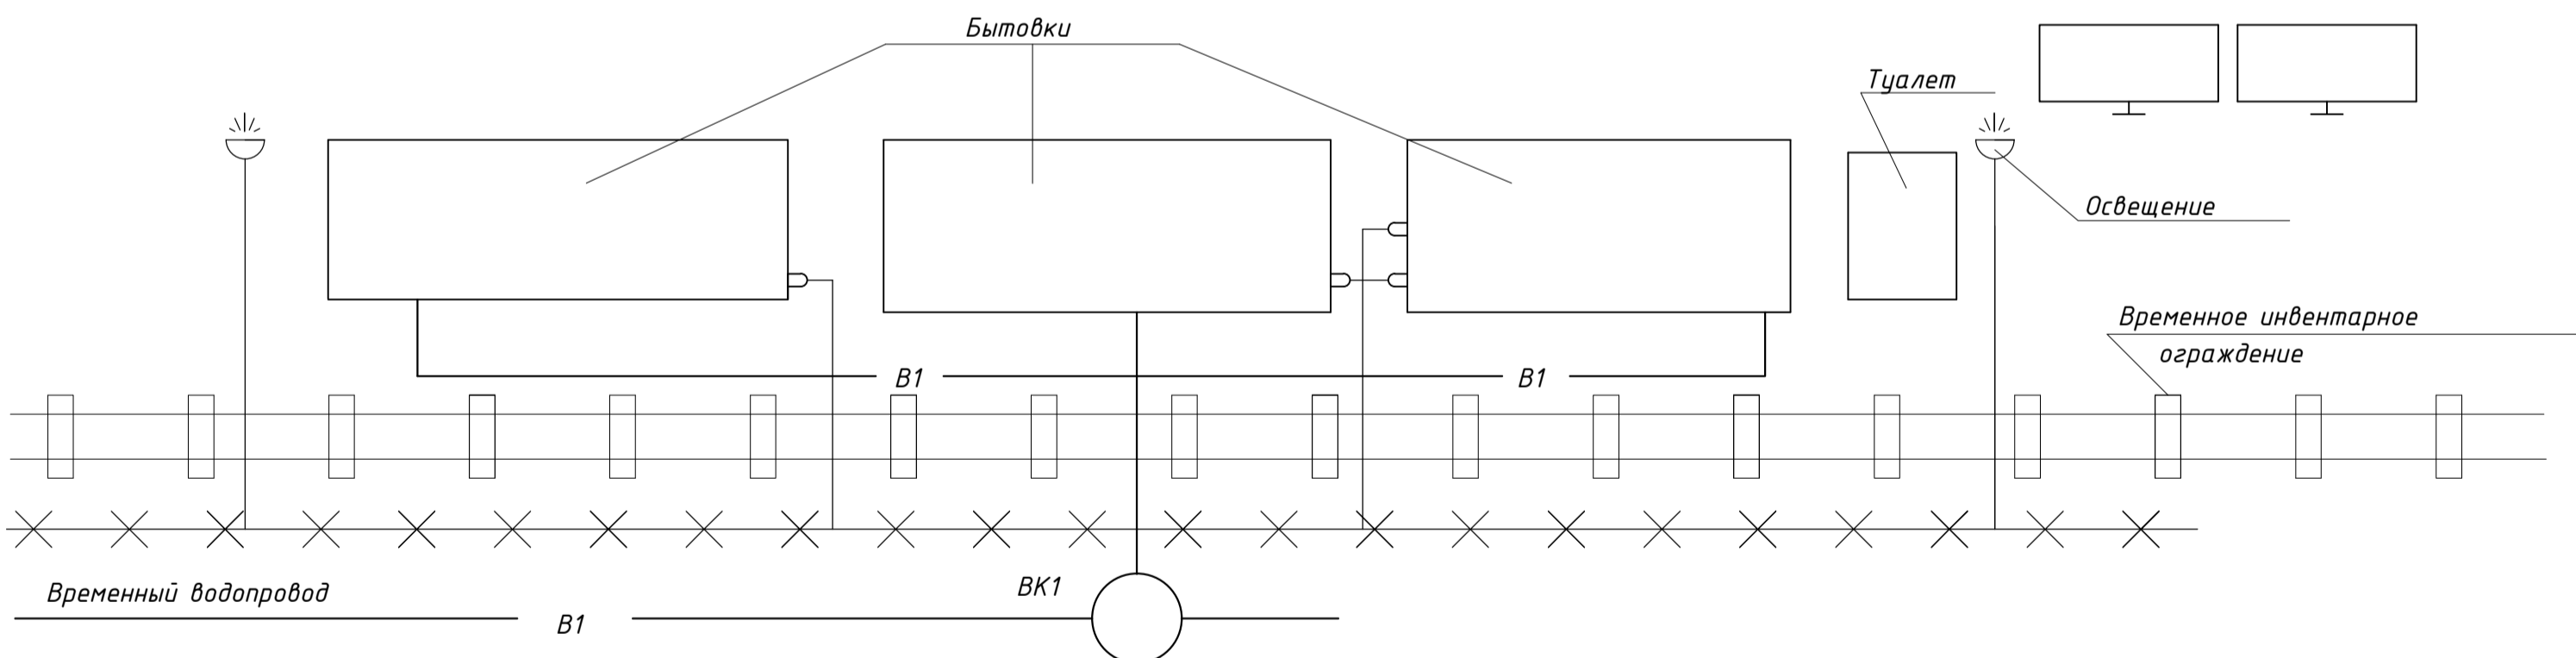 Бытовки
Туалет
Освещение
Временное инвентарное
ограждение
В1
В1
Временный водопровод
ВК1
В1